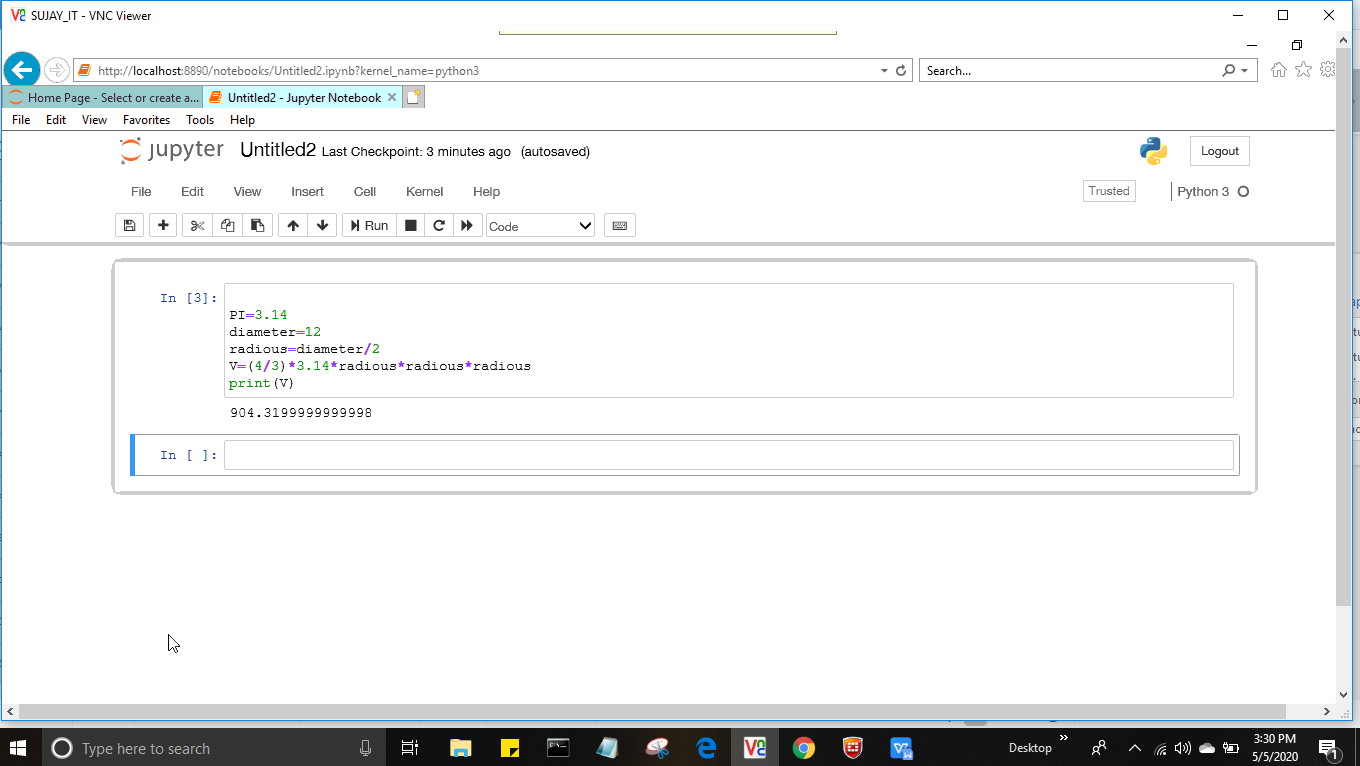 SUJAY_IT - VNC Viewer
http://localhost:8890/notebooks/Untitled2.ipynb?kernel_name=python3
Search...
Home Page - Select or create a...
Untitled2 - Jupyter Notebook
File Edit View Favorites Tools Help
jupyter Untitled2 Last Checkpoint: 3 minutes ago (autosaved)
Logout
File Edit View Insert Cell Kernel Help
Trusted
Python 3
Run
Code
In [3]:
PI=3.14
diameter=12
radious=diameter/2
V=(4/3)*3.14*radious*radious*radious
print(V)
904.3199999999998
In [ ]:
Type here to search
Desktop
3:30 PM
5/5/2020
1